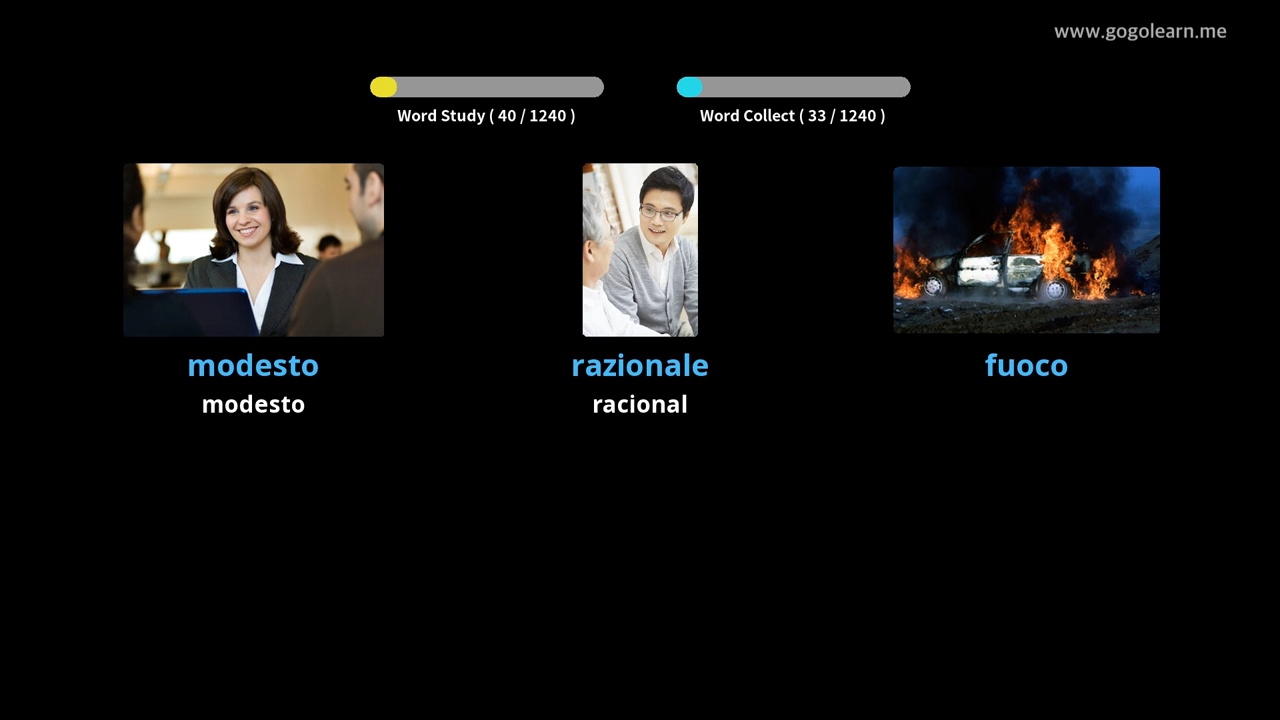 www.gogolearn.me
Word Study ( 40 / 1240 )
Word Collect ( 33 / 1240 )
modesto
modesto
razionale
racional
fuoco